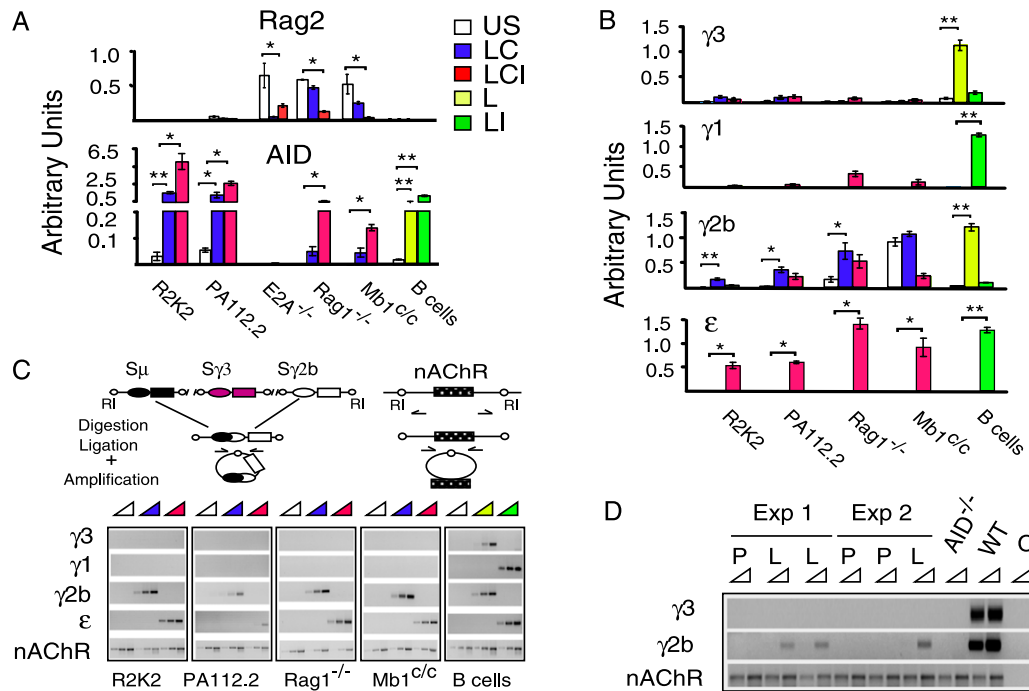 A
Rag2
US
LC
LCI
L
LI
1.0
0.5
*
*
*
AID
6.5
2.5
0.5
0.2
0.1
**
*
*
*
*
*
**
**
Arbitrary Units
R2K2
PA112.2
E2A-/-
Rag1-/-
Mb1c/c
B cells
B
γ3
1.5
1.0
0.5
**
γ1
1.5
1.0
0.5
**
γ2b
1.5
1.0
0.5
**
*
*
**
ε
1.5
1.0
0.5
*
*
*
*
**
Arbitrary Units
R2K2
PA112.2
Rag1-/-
Mb1c/c
B cells
C
Sμ
Sγ3
Sγ2b
nAChR
RI
RI
RI
RI
Digestion
Ligation
+
Amplification
γ3
γ1
γ2b
ε
nAChR
R2K2
PA112.2
Rag1-/-
Mb1c/c
B cells
D
Exp 1
Exp 2
AID-/-
WT
P
L
L
P
P
L
γ3
γ2b
nAChR